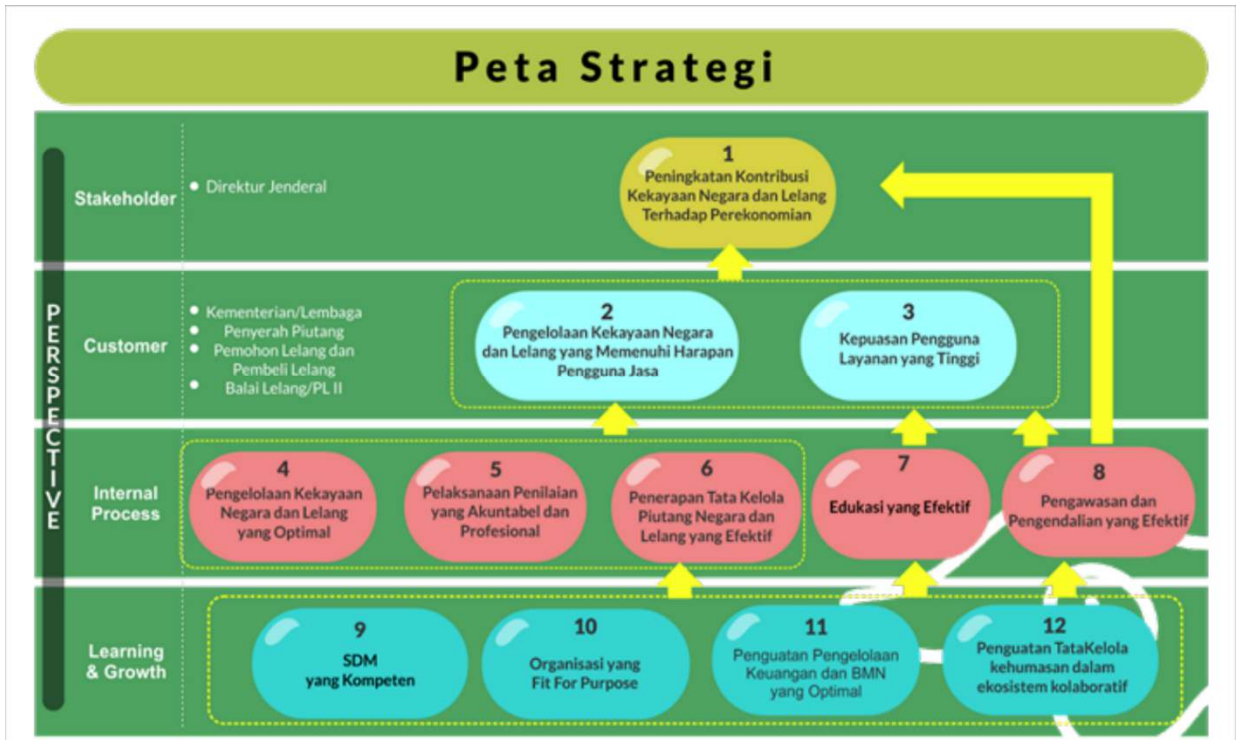 Peta Strategi
PERSPECTIVE
Stakeholder
• Direktur Jenderal
1
Peningkatan Kontribusi
Kekayaan Negara dan Lelang
Terhadap Perekonomian
Customer
• Kementerian/Lembaga
• Penyerah Piutang
• Pemohon Lelang dan
Pembeli Lelang
• Balai Lelang/PL II
2
Pengelolaan Kekayaan Negara
dan Lelang yang Memenuhi Harapan
Pengguna Jasa
3
Kepuasan Pengguna
Layanan yang Tinggi
Internal
Process
4
Pengelolaan Kekayaan
Negara dan Lelang
yang Optimal
5
Pelaksanaan Penilaian
yang Akuntabel dan
Profesional
6
Penerapan Tata Kelola
Piutang Negara dan
Lelang yang Efektif
7
Edukasi yang Efektif
8
Pengawasan dan
Pengendalian yang Efektif
Learning
& Growth
9
SDM
yang Kompeten
10
Organisasi yang
Fit For Purpose
11
Penguatan Pengelolaan
Keuangan dan BMN
yang Optimal
12
Penguatan TataKelola
kehumasan dalam
ekosistem kolaboratif